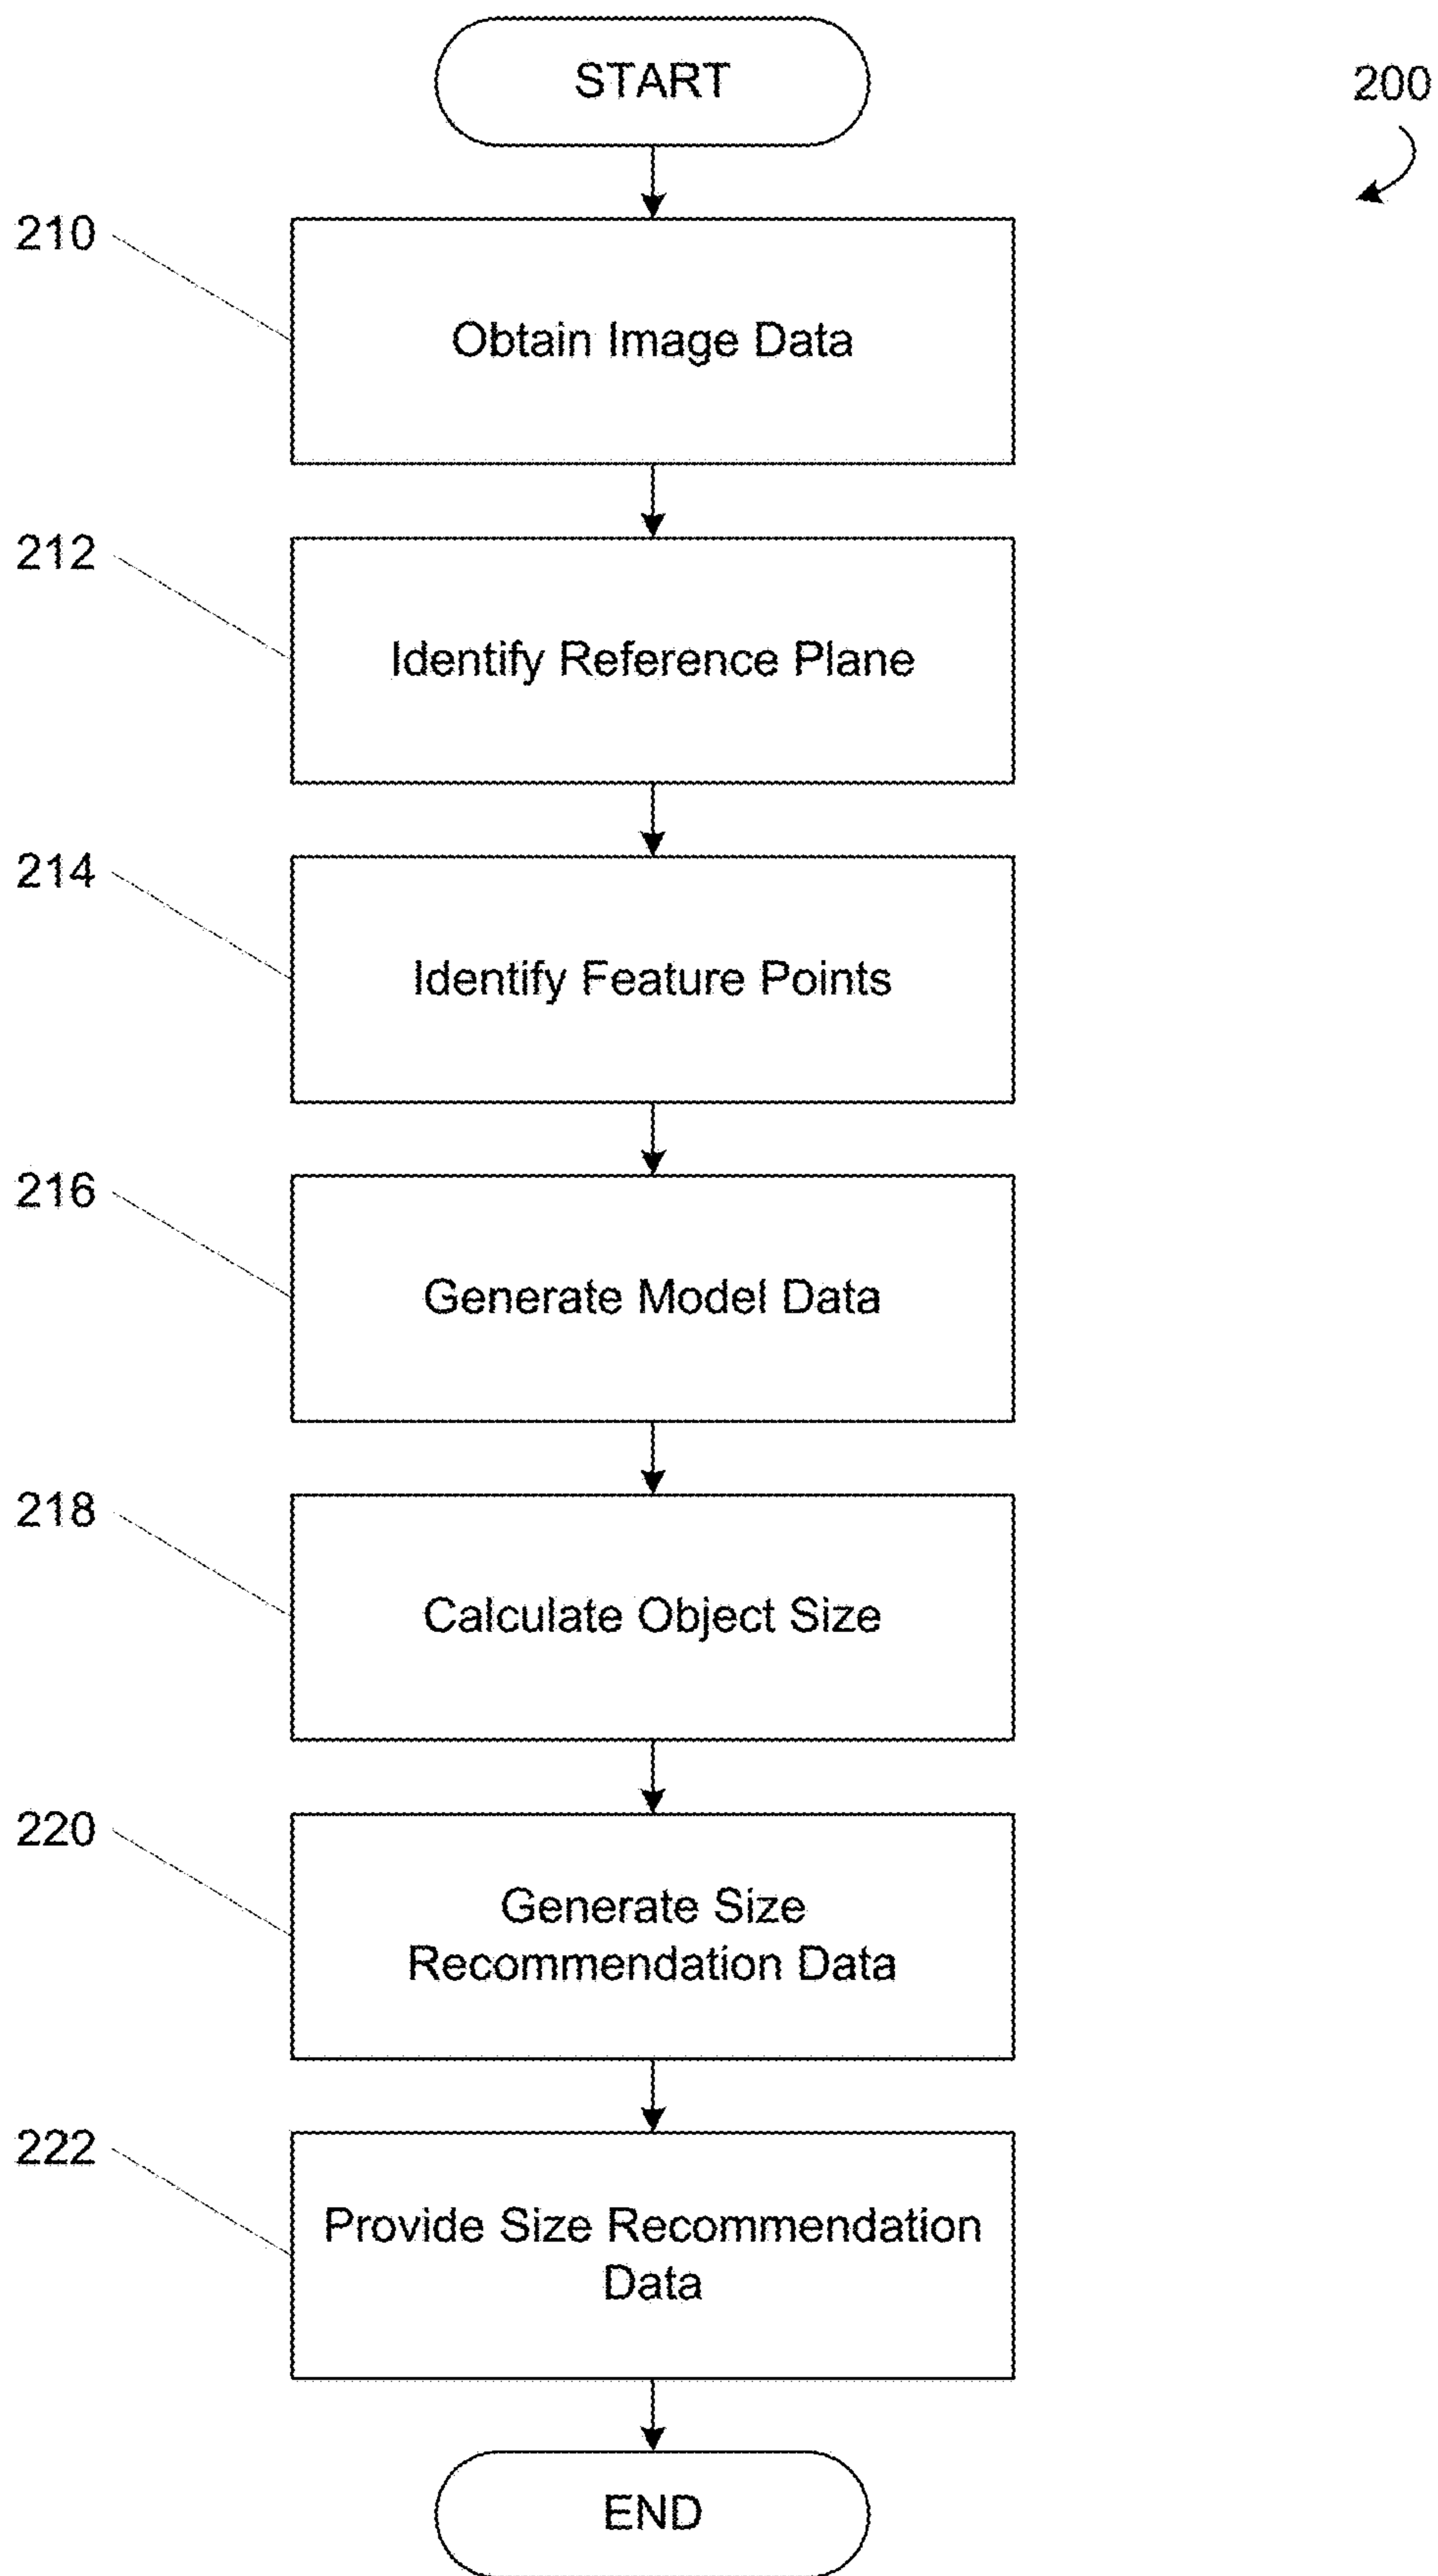 START
200
210
Obtain Image Data
212
Identify Reference Plane
214
Identify Feature Points
216
Generate Model Data
218
Calculate Object Size
220
Generate Size
Recommendation Data
222
Provide Size Recommendation
Data
END